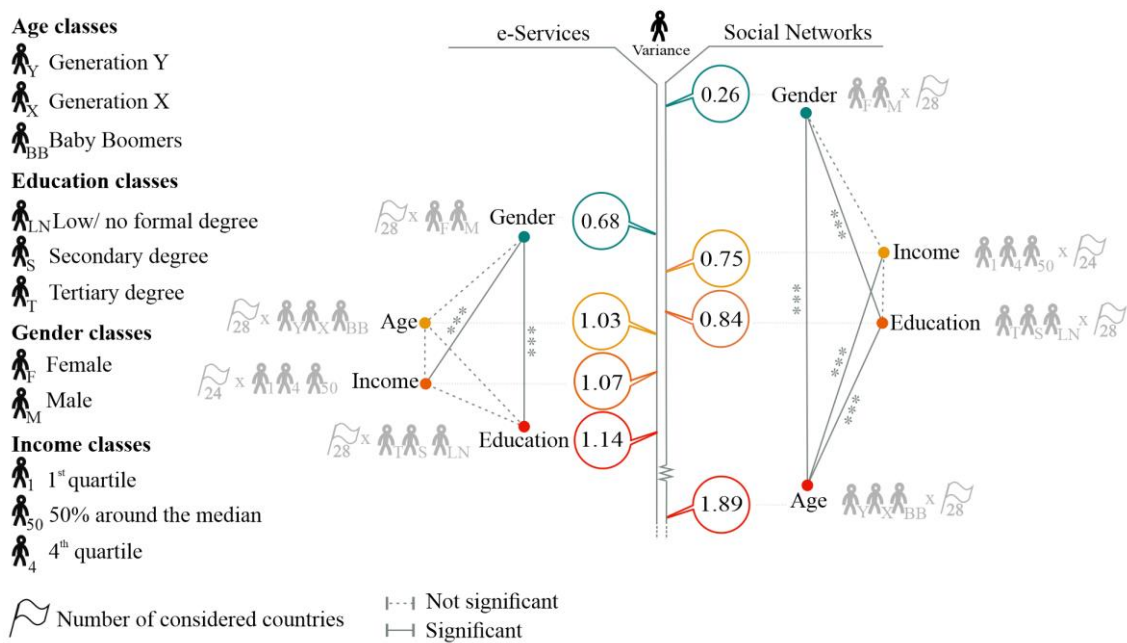 Age classes
Y Generation Y
X Generation X
BB Baby Boomers
Education classes
LN Low/ no formal degree
S Secondary degree
T Tertiary degree
Gender classes
F Female
M Male
Income classes
1 1st quartile
50 50% around the median
4 4th quartile
Number of considered countries
Not significant
Significant
e-Services
Variance
Social Networks
28 x F M
Gender
0.68
28 x Y X BB
Age
1.03
24 x 1 4 50
Income
1.07
28 x T S LN
Education
1.14
***
***
0.26
Gender
F M x 28
0.75
Income
1 4 50 x 24
0.84
Education
T S LN x 28
1.89
Age
Y X BB x 28
***
***
***
***